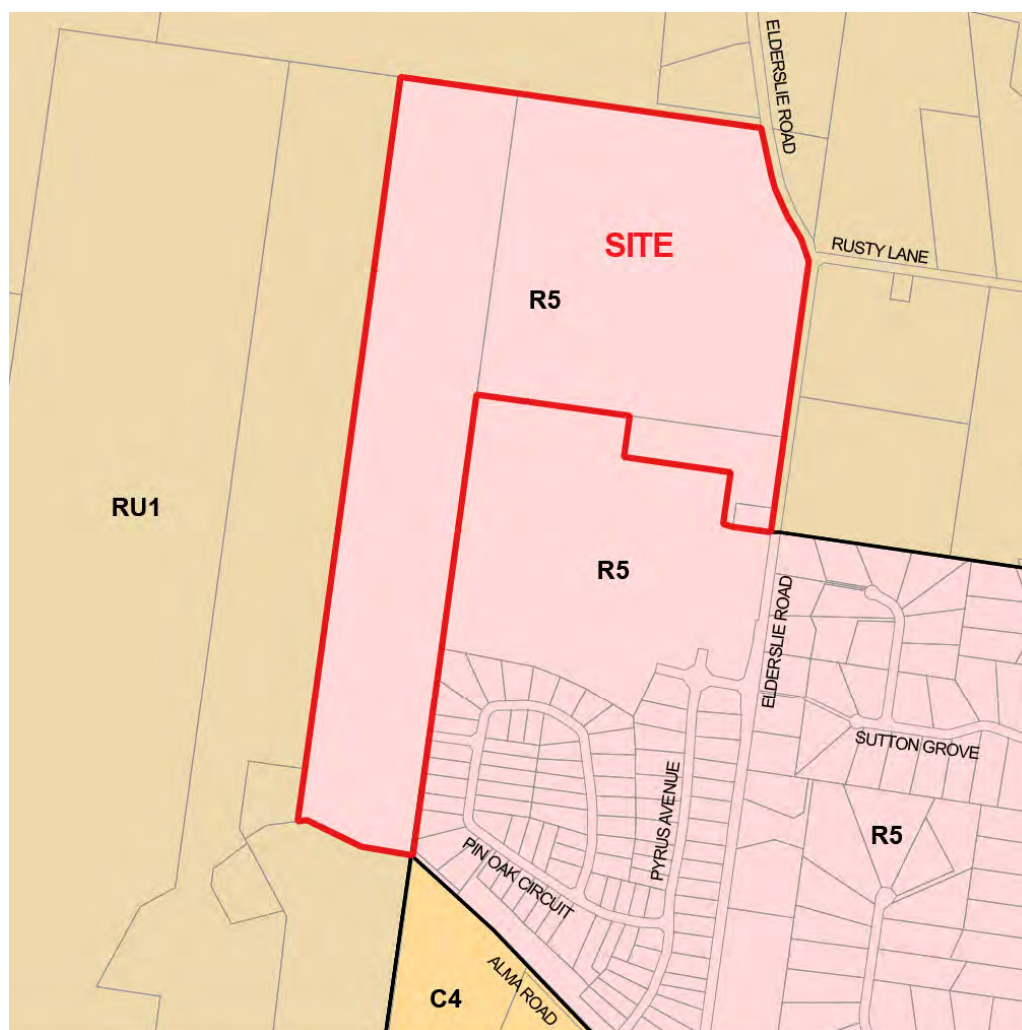 ELDERSLIE ROAD
SITE
RUSTY LANE
R5
RU1
R5
ELDERSLIE ROAD
SUTTON GROVE
PYRUS AVENUE
R5
PIN OAK CIRCUIT
ALMA ROAD
C4